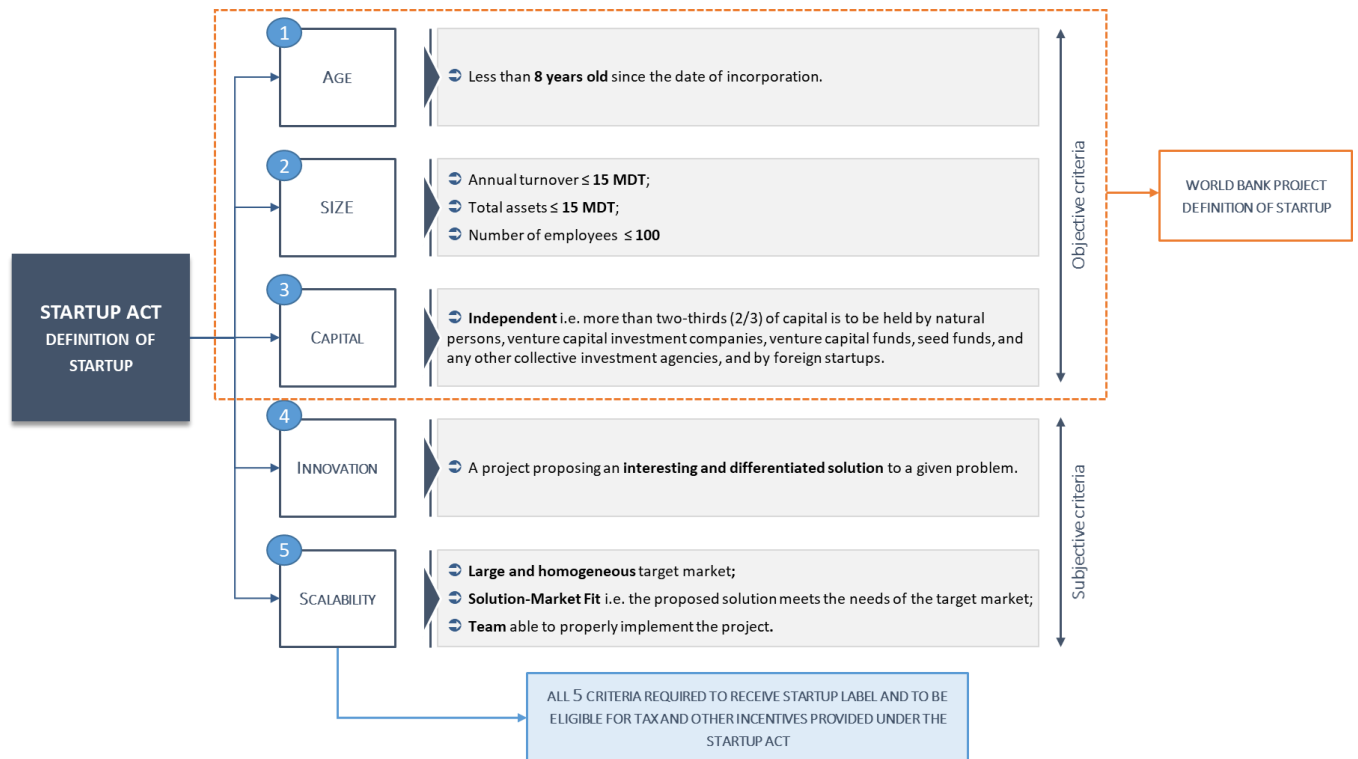 STARTUP ACT
DEFINITION OF
STARTUP
1
AGE
➲ Less than 8 years old since the date of incorporation.
2
SIZE
➲ Annual turnover ≤ 15 MDT;
➲ Total assets ≤ 15 MDT;
➲ Number of employees ≤ 100
3
CAPITAL
➲ Independent i.e. more than two-thirds (2/3) of capital is to be held by natural
persons, venture capital investment companies, venture capital funds, seed funds, and
any other collective investment agencies, and by foreign startups.
Objective criteria
WORLD BANK PROJECT
DEFINITION OF STARTUP
4
INNOVATION
➲ A project proposing an interesting and differentiated solution to a given problem.
5
SCALABILITY
➲ Large and homogeneous target market;
➲ Solution-Market Fit i.e. the proposed solution meets the needs of the target market;
➲ Team able to properly implement the project.
Subjective criteria
ALL 5 CRITERIA REQUIRED TO RECEIVE STARTUP LABEL AND TO BE
ELIGIBLE FOR TAX AND OTHER INCENTIVES PROVIDED UNDER THE
STARTUP ACT